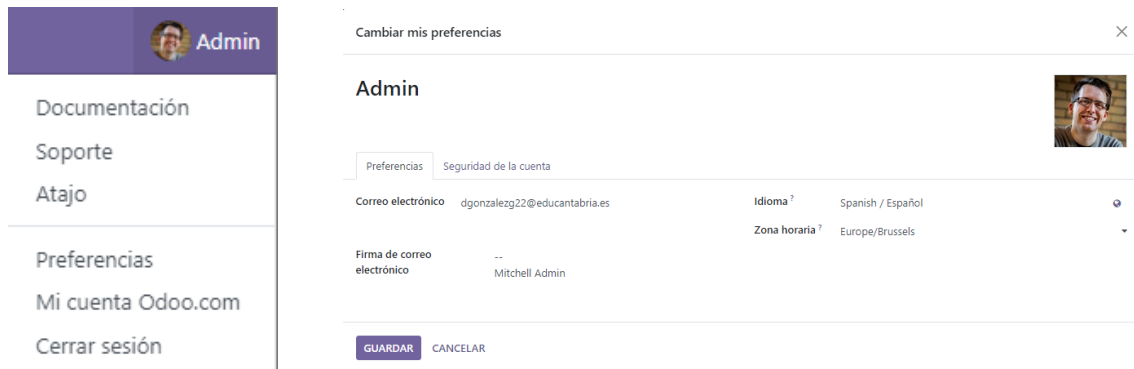 Admin
Documentación
Soporte
Atajo
Preferencias
Mi cuenta Odoo.com
Cerrar sesión
Cambiar mis preferencias
Admin
Preferencias Seguridad de la cuenta
Correo electrónico dgonzalezg22@educantabria.es
Idioma ? Spanish / Español
Zona horaria ? Europe/Brussels
Firma de correo
electrónico
--
Mitchell Admin
GUARDAR CANCELAR